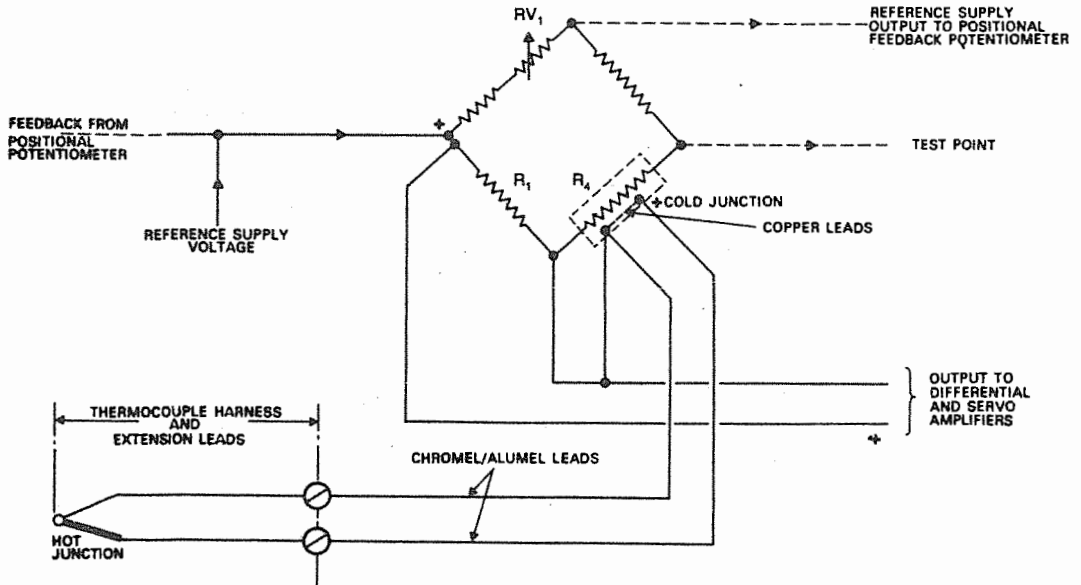 RV₁
REFERENCE SUPPLY
OUTPUT TO POSITIONAL
FEEDBACK POTENTIOMETER
FEEDBACK FROM
POSITIONAL
POTENTIOMETER
+
TEST POINT
R₁
R₄
+COLD JUNCTION
COPPER LEADS
REFERENCE SUPPLY
VOLTAGE
OUTPUT TO
DIFFERENTIAL
AND SERVO
AMPLIFIERS
+
THERMOCOUPLE HARNESS
AND
EXTENSION LEADS
CHROMEL/ALUMEL LEADS
HOT
JUNCTION